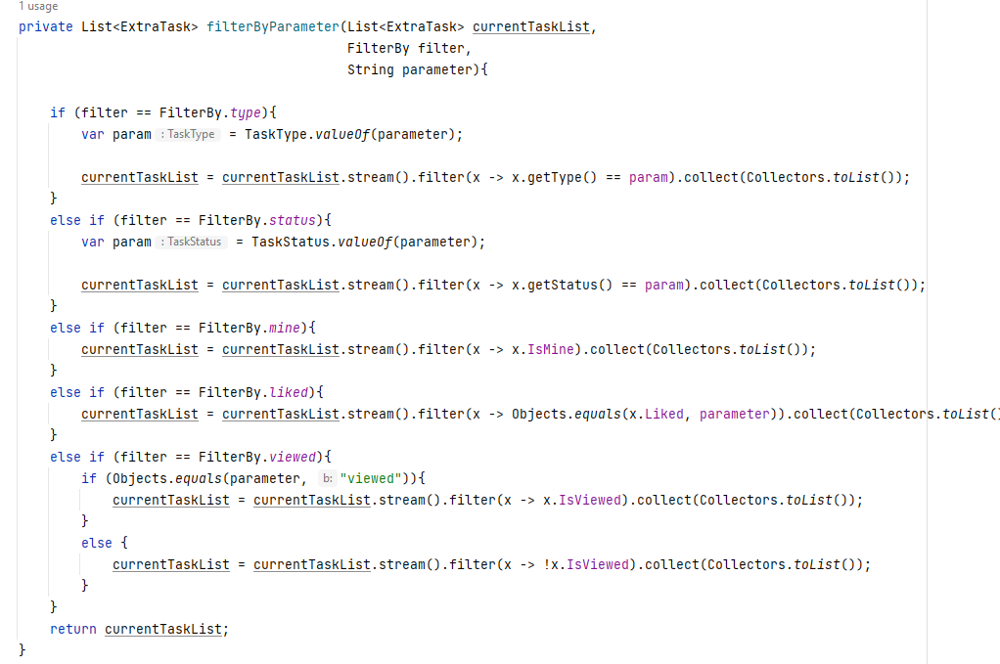 1 usage
private List<ExtraTask> filterByParameter(List<ExtraTask> currentTaskList,
FilterBy filter,
String parameter){
if (filter == FilterBy.type){
var param : TaskType = TaskType.valueOf(parameter);
currentTaskList = currentTaskList.stream().filter(x -> x.getType() == param).collect(Collectors.toList());
}
else if (filter == FilterBy.status){
var param : TaskStatus = TaskStatus.valueOf(parameter);
currentTaskList = currentTaskList.stream().filter(x -> x.getStatus() == param).collect(Collectors.toList());
}
else if (filter == FilterBy.mine){
currentTaskList = currentTaskList.stream().filter(x -> x.IsMine).collect(Collectors.toList());
}
else if (filter == FilterBy.liked){
currentTaskList = currentTaskList.stream().filter(x -> Objects.equals(x.Liked, parameter)).collect(Collectors.toList(
}
else if (filter == FilterBy.viewed){
if (Objects.equals(parameter, b: "viewed")){
currentTaskList = currentTaskList.stream().filter(x -> x.IsViewed).collect(Collectors.toList());
}
else {
currentTaskList = currentTaskList.stream().filter(x -> !x.IsViewed).collect(Collectors.toList());
}
}
return currentTaskList;
}